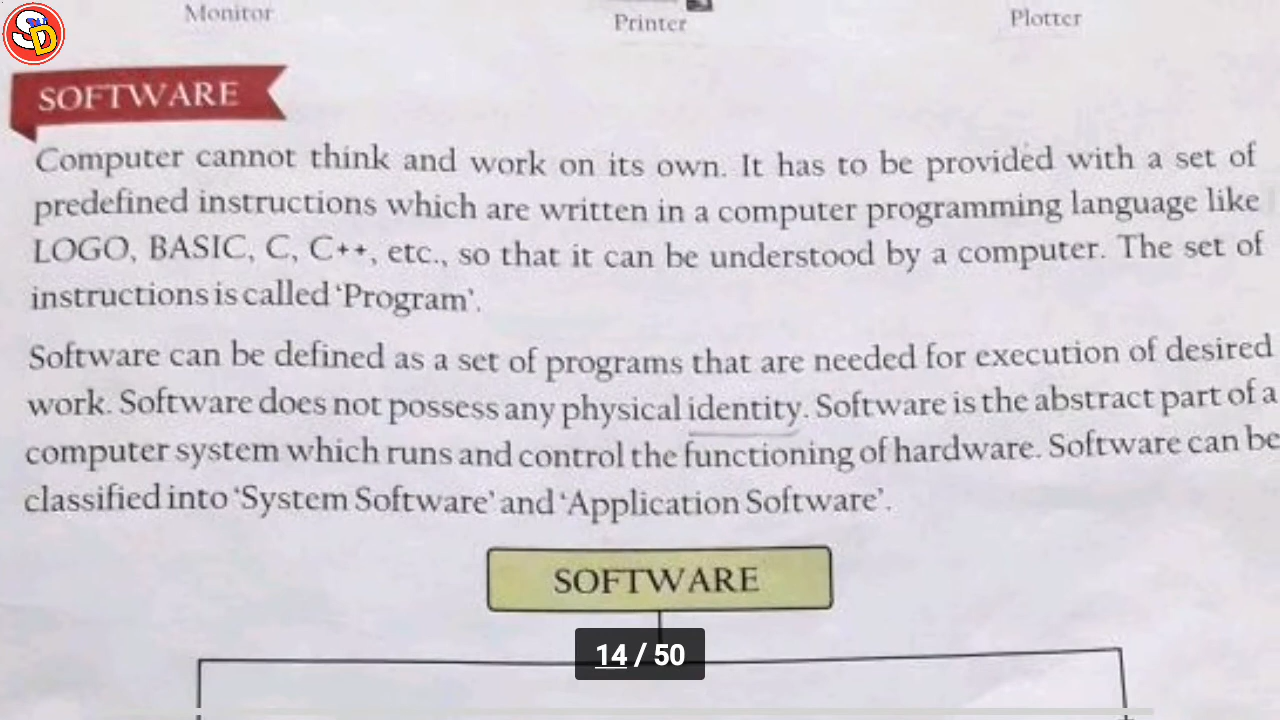 Monitor Printer Plotter
SD
SOFTWARE
Computer cannot think and work on its own. It has to be provided with a set of
predefined instructions which are written in a computer programming language like
LOGO, BASIC, C, C++, etc., so that it can be understood by a computer. The set of
instructions is called ‘Program’.
Software can be defined as a set of programs that are needed for execution of desired
work. Software does not possess any physical identity. Software is the abstract part of a
computer system which runs and control the functioning of hardware. Software can be
classified into ‘System Software’ and ‘Application Software’.
SOFTWARE
14 / 50